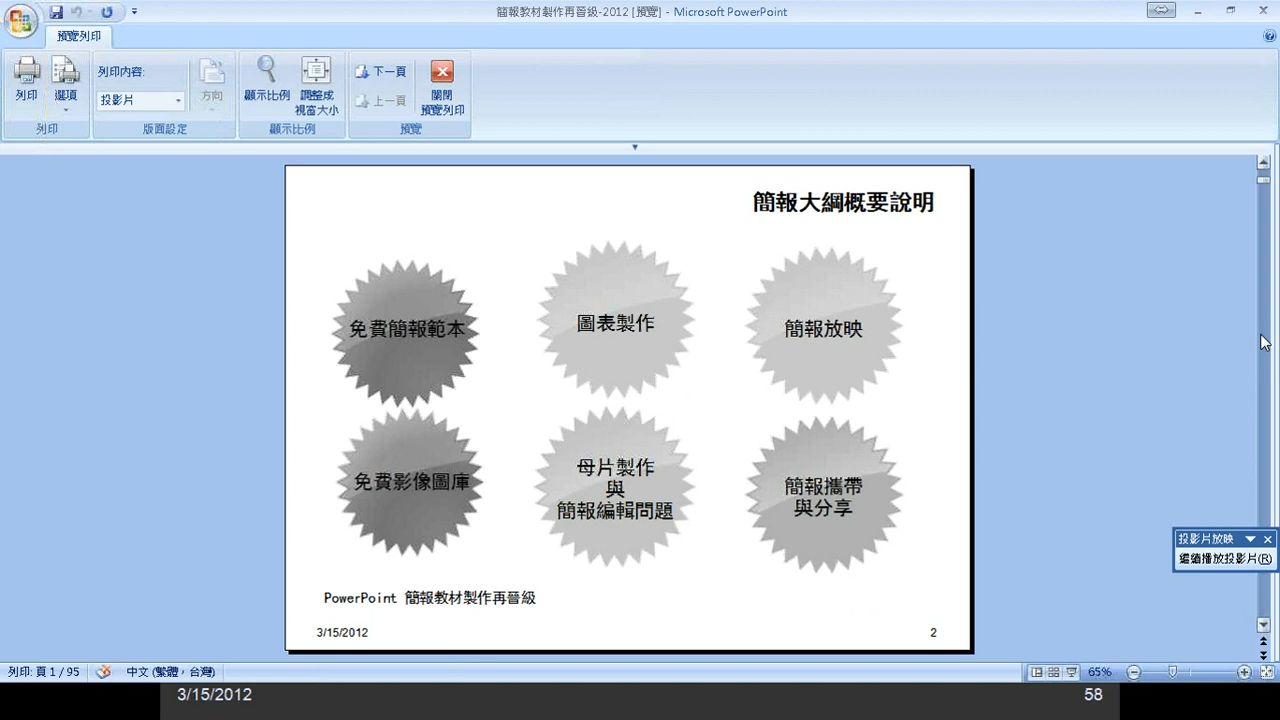 簡報教材製作再晉級-2012 [預覽] - Microsoft PowerPoint
預覽列印
列印
選項
列印內容:
投影片
方向
顯示比例
調整成
視窗大小
下一頁
上一頁
關閉
預覽列印
列印
版面設定
顯示比例
預覽
簡報大綱概要說明
免費簡報範本
圖表製作
簡報放映
免費影像圖庫
母片製作
與
簡報編輯問題
簡報攜帶
與分享
PowerPoint 簡報教材製作再晉級
3/15/2012
2
投影片放映
繼續播放投影片(R)
列印: 頁 1 / 95
中文 (繁體，台灣)
65%
3/15/2012
58